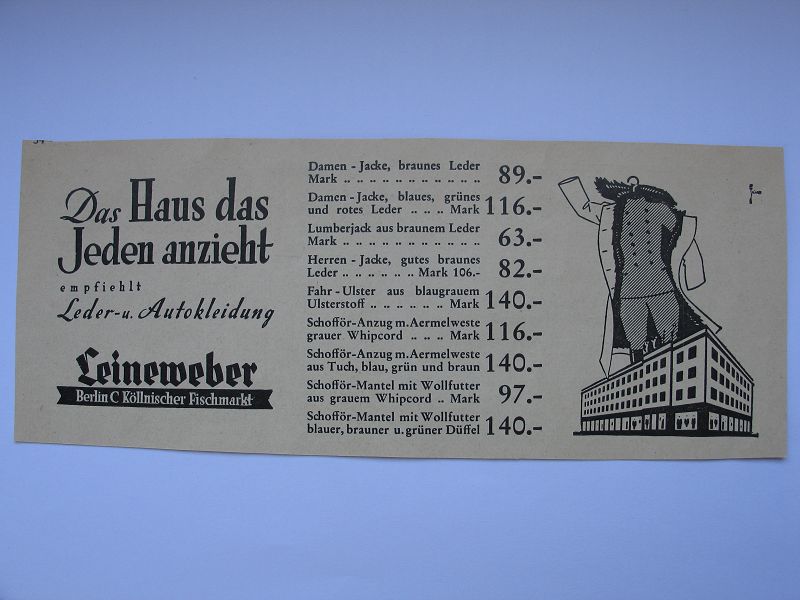 Das Haus das
Jeden anzieht
empfiehlt
Leder-u. Autokleidung
Leineweber
Berlin C Köllnischer Fischmarkt
Damen - Jacke, braunes Leder
Mark .. .. .. .. .. .. .. .. .. .. .. 89.-
Damen - Jacke, blaues, grünes
und rotes Leder .. .. .. Mark 116.-
Lumberjack aus braunem Leder
Mark .. .. .. .. .. .. .. .. .. .. .. 63.-
Herren - Jacke, gutes braunes
Leder .. .. .. .. .. Mark 106.- 82.-
Fahr - Ulster aus blaugrauem
Ulsterstoff .. .. .. .. .. Mark 140.-
Schofför-Anzug m. Aermelweste
grauer Whipcord .. .. .. Mark 116.-
Schofför-Anzug m. Aermelweste
aus Tuch, blau, grün und braun 140.-
Schofför-Mantel mit Wollfutter
aus grauem Whipcord .. Mark 97.-
Schofför-Mantel mit Wollfutter
blauer, brauner u. grüner Düffel 140.-